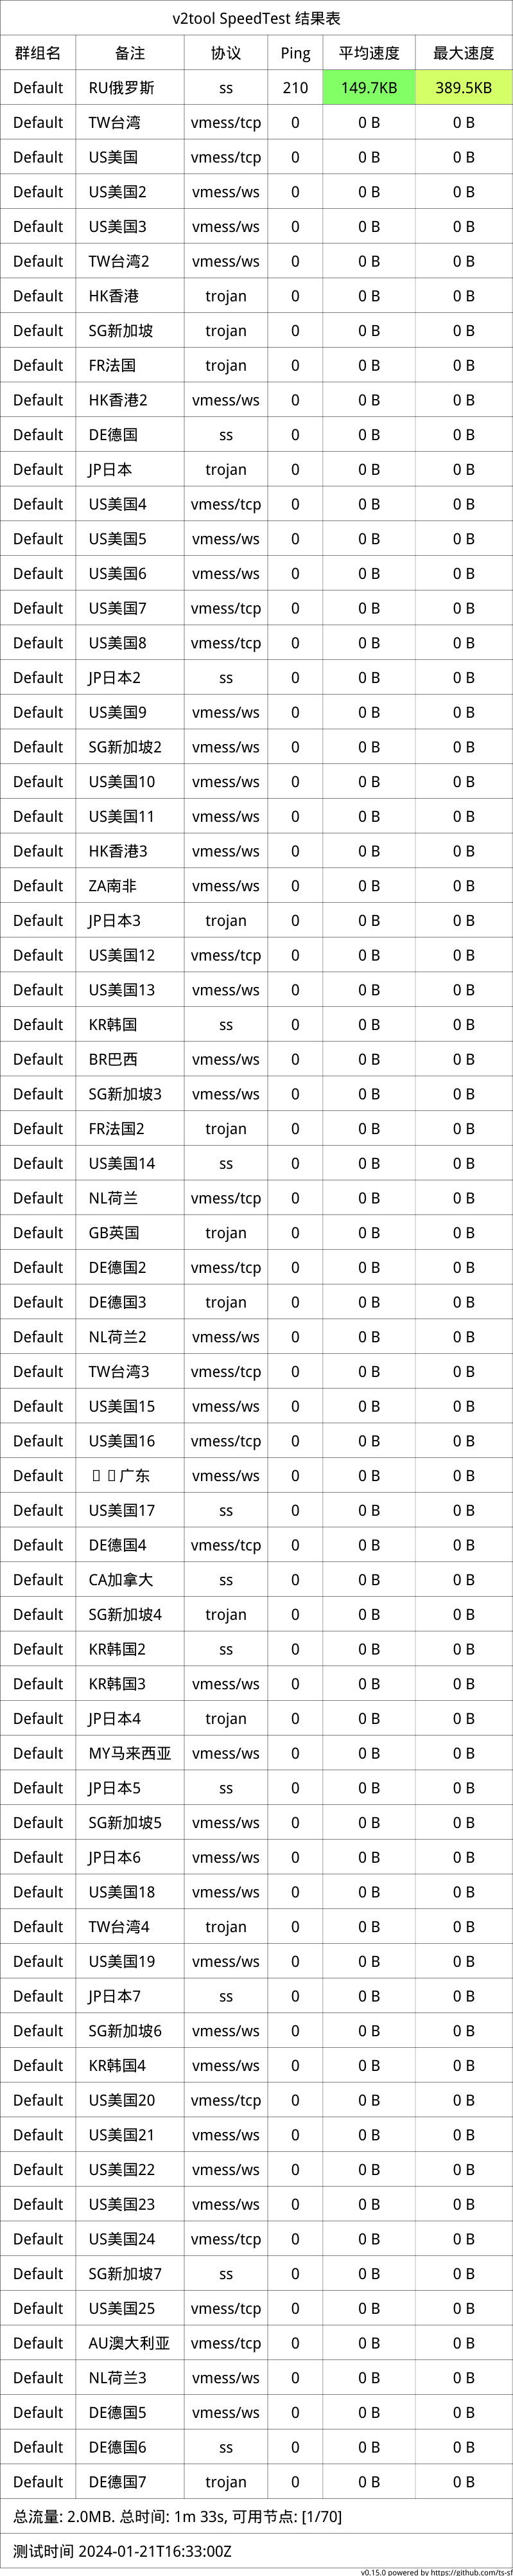 v2tool SpeedTest 结果表
群组名 备注 协议 Ping 平均速度 最大速度
Default RU俄罗斯 ss 210 149.7KB 389.5KB
Default TW台湾 vmess/tcp 0 0 B 0 B
Default US美国 vmess/tcp 0 0 B 0 B
Default US美国2 vmess/ws 0 0 B 0 B
Default US美国3 vmess/ws 0 0 B 0 B
Default TW台湾2 vmess/ws 0 0 B 0 B
Default HK香港 trojan 0 0 B 0 B
Default SG新加坡 trojan 0 0 B 0 B
Default FR法国 trojan 0 0 B 0 B
Default HK香港2 vmess/ws 0 0 B 0 B
Default DE德国 ss 0 0 B 0 B
Default JP日本 trojan 0 0 B 0 B
Default US美国4 vmess/tcp 0 0 B 0 B
Default US美国5 vmess/ws 0 0 B 0 B
Default US美国6 vmess/ws 0 0 B 0 B
Default US美国7 vmess/tcp 0 0 B 0 B
Default US美国8 vmess/tcp 0 0 B 0 B
Default JP日本2 ss 0 0 B 0 B
Default US美国9 vmess/ws 0 0 B 0 B
Default SG新加坡2 vmess/ws 0 0 B 0 B
Default US美国10 vmess/ws 0 0 B 0 B
Default US美国11 vmess/ws 0 0 B 0 B
Default HK香港3 vmess/ws 0 0 B 0 B
Default ZA南非 vmess/ws 0 0 B 0 B
Default JP日本3 trojan 0 0 B 0 B
Default US美国12 vmess/tcp 0 0 B 0 B
Default US美国13 vmess/ws 0 0 B 0 B
Default KR韩国 ss 0 0 B 0 B
Default BR巴西 vmess/ws 0 0 B 0 B
Default SG新加坡3 vmess/ws 0 0 B 0 B
Default FR法国2 trojan 0 0 B 0 B
Default US美国14 ss 0 0 B 0 B
Default NL荷兰 vmess/tcp 0 0 B 0 B
Default GB英国 trojan 0 0 B 0 B
Default DE德国2 vmess/tcp 0 0 B 0 B
Default DE德国3 trojan 0 0 B 0 B
Default NL荷兰2 vmess/ws 0 0 B 0 B
Default TW台湾3 vmess/tcp 0 0 B 0 B
Default US美国15 vmess/ws 0 0 B 0 B
Default US美国16 vmess/tcp 0 0 B 0 B
Default 广东 vmess/ws 0 0 B 0 B
Default US美国17 ss 0 0 B 0 B
Default DE德国4 vmess/tcp 0 0 B 0 B
Default CA加拿大 ss 0 0 B 0 B
Default SG新加坡4 trojan 0 0 B 0 B
Default KR韩国2 ss 0 0 B 0 B
Default KR韩国3 vmess/ws 0 0 B 0 B
Default JP日本4 trojan 0 0 B 0 B
Default MY马来西亚 vmess/ws 0 0 B 0 B
Default JP日本5 ss 0 0 B 0 B
Default SG新加坡5 vmess/ws 0 0 B 0 B
Default JP日本6 vmess/ws 0 0 B 0 B
Default US美国18 vmess/ws 0 0 B 0 B
Default TW台湾4 trojan 0 0 B 0 B
Default US美国19 vmess/ws 0 0 B 0 B
Default JP日本7 ss 0 0 B 0 B
Default SG新加坡6 vmess/ws 0 0 B 0 B
Default KR韩国4 vmess/ws 0 0 B 0 B
Default US美国20 vmess/tcp 0 0 B 0 B
Default US美国21 vmess/ws 0 0 B 0 B
Default US美国22 vmess/ws 0 0 B 0 B
Default US美国23 vmess/ws 0 0 B 0 B
Default US美国24 vmess/tcp 0 0 B 0 B
Default SG新加坡7 ss 0 0 B 0 B
Default US美国25 vmess/tcp 0 0 B 0 B
Default AU澳大利亚 vmess/tcp 0 0 B 0 B
Default NL荷兰3 vmess/ws 0 0 B 0 B
Default DE德国5 vmess/ws 0 0 B 0 B
Default DE德国6 ss 0 0 B 0 B
Default DE德国7 trojan 0 0 B 0 B
总流量: 2.0MB. 总时间: 1m 33s, 可用节点: [1/70]
测试时间 2024-01-21T16:33:00Z
v0.15.0 powered by https://github.com/ts-sf